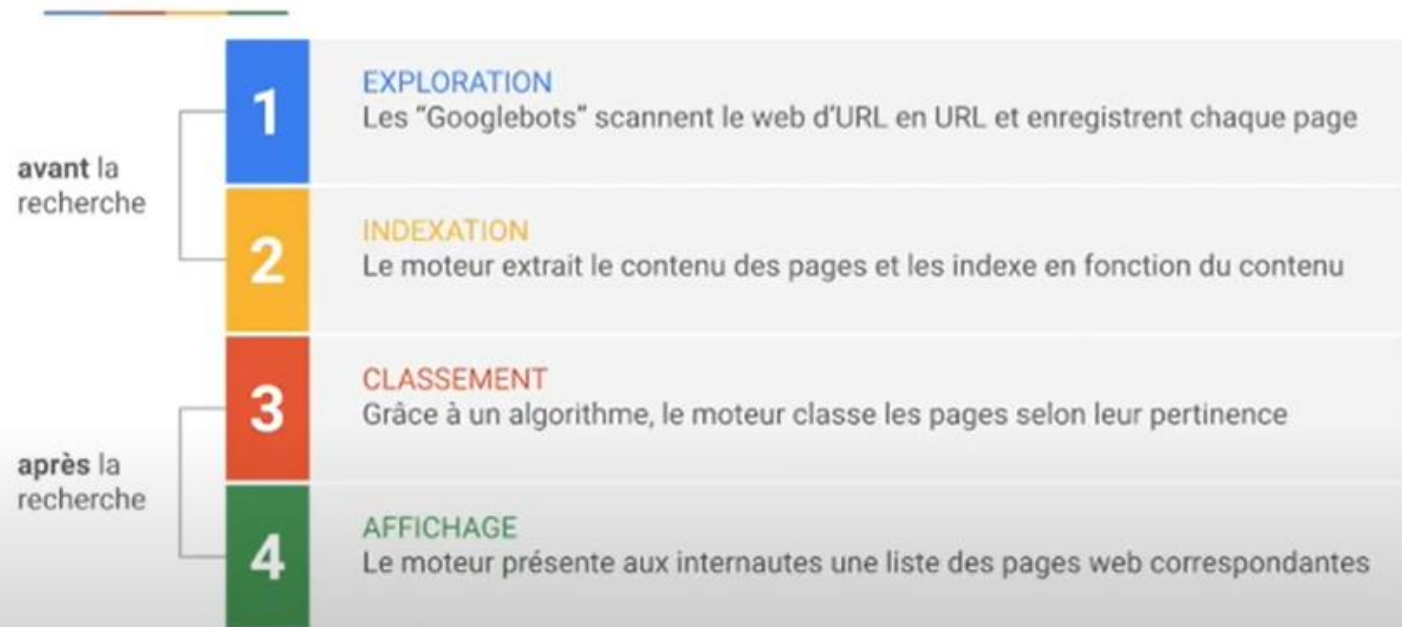 1
EXPLORATION
Les “Googlebots” scannent le web d’URL en URL et enregistrent chaque page
avant la
recherche
2
INDEXATION
Le moteur extrait le contenu des pages et les indexe en fonction du contenu
3
CLASSEMENT
Grâce à un algorithme, le moteur classe les pages selon leur pertinence
après la
recherche
4
AFFICHAGE
Le moteur présente aux internautes une liste des pages web correspondantes